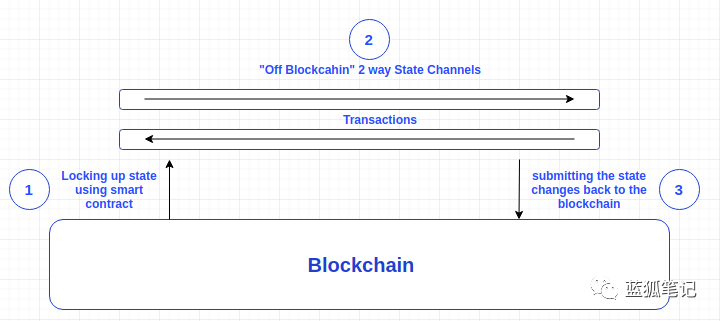 2
"Off Blockcahin" 2 way State Channels
Transactions
1
Locking up state
using smart
contract
submitting the state
changes back to the
blockchain
3
Blockchain
蓝狐笔记